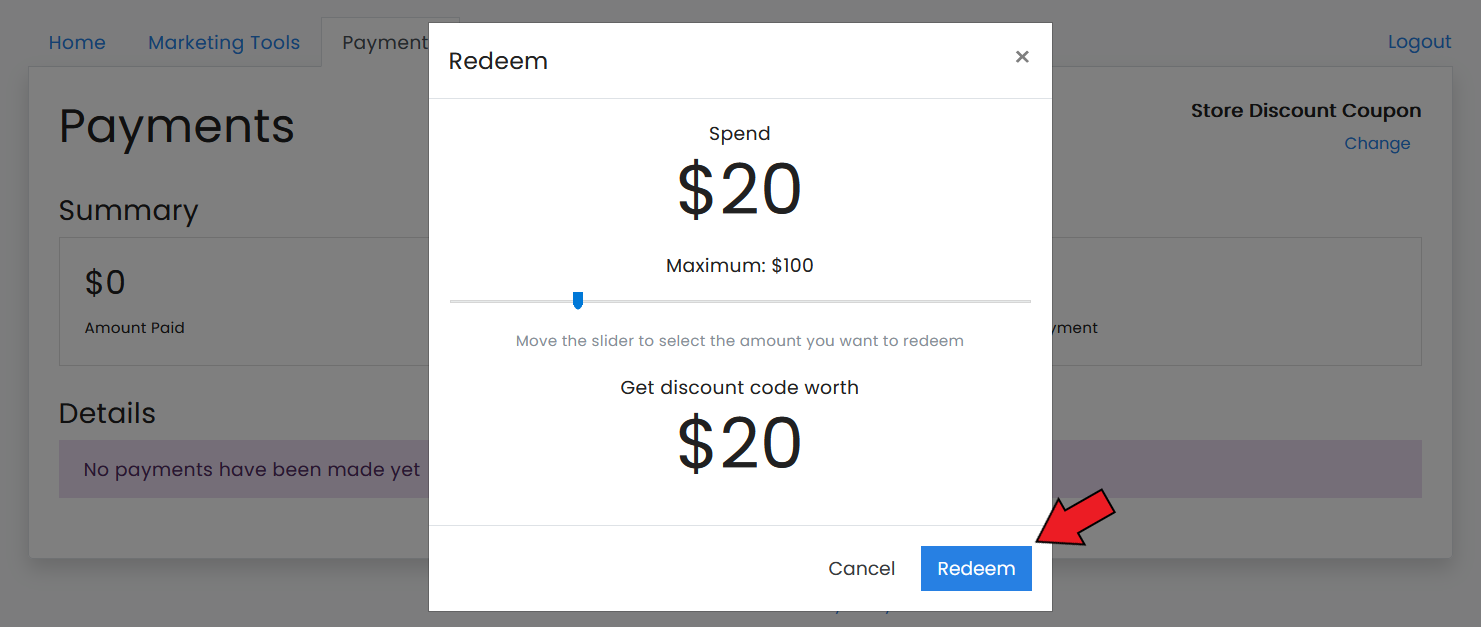 Home
Marketing Tools
Payment
Logout
Redeem
×
Payments
Store Discount Coupon
Change
Spend
$20
Summary
Maximum: $100
$0
Amount Paid
yment
Move the slider to select the amount you want to redeem
Get discount code worth
$20
Details
No payments have been made yet
Cancel
Redeem